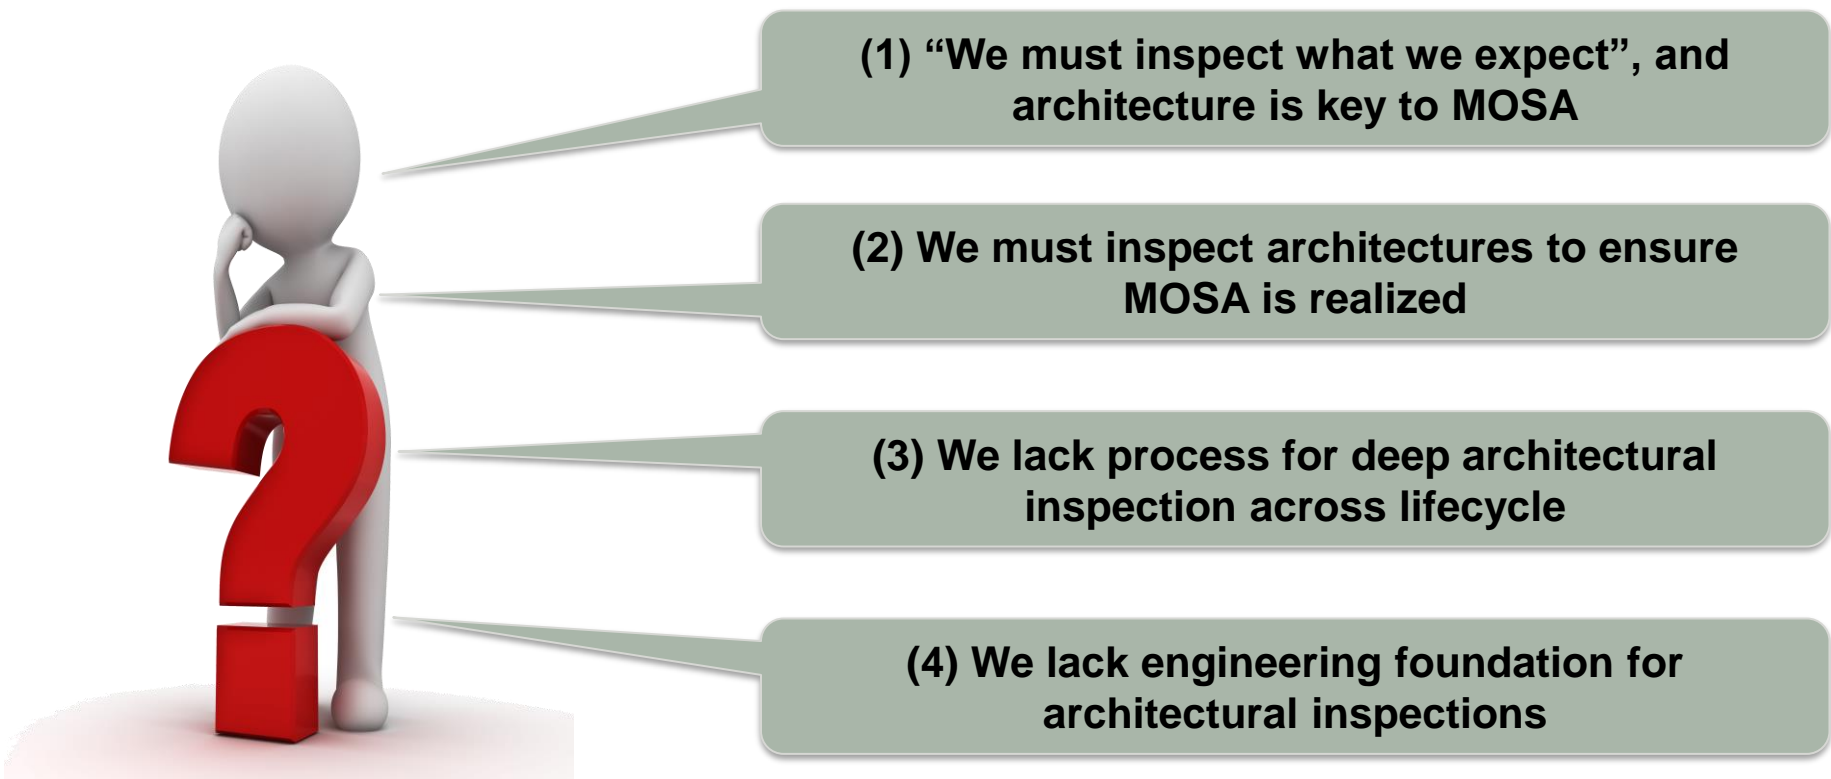 (1) “We must inspect what we expect”, and
architecture is key to MOSA
(2) We must inspect architectures to ensure
MOSA is realized
(3) We lack process for deep architectural
inspection across lifecycle
(4) We lack engineering foundation for
architectural inspections